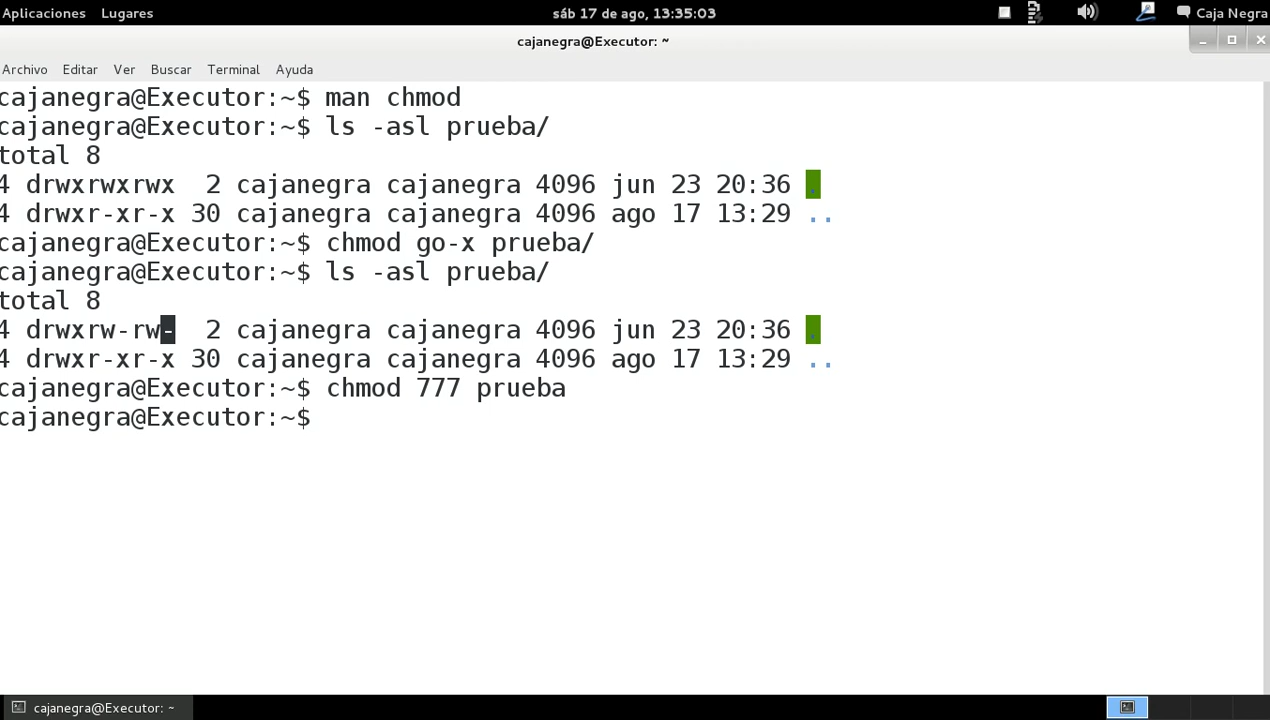 Aplicaciones Lugares sáb 17 de ago, 13:35:03 Caja Negra
cajanegra@Executor: ~
Archivo Editar Ver Buscar Terminal Ayuda
cajanegra@Executor:~$ man chmod
cajanegra@Executor:~$ ls -asl prueba/
total 8
4 drwxrwxrwx  2 cajanegra cajanegra 4096 jun 23 20:36 .
4 drwxr-xr-x 30 cajanegra cajanegra 4096 ago 17 13:29 ..
cajanegra@Executor:~$ chmod go-x prueba/
cajanegra@Executor:~$ ls -asl prueba/
total 8
4 drwxrw-rw-  2 cajanegra cajanegra 4096 jun 23 20:36 .
4 drwxr-xr-x 30 cajanegra cajanegra 4096 ago 17 13:29 ..
cajanegra@Executor:~$ chmod 777 prueba
cajanegra@Executor:~$
cajanegra@Executor: ~